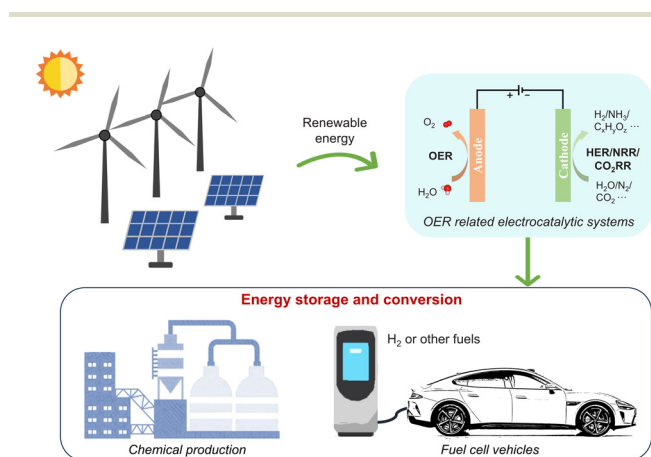 Renewable
energy
+ −
O₂
OER
H₂O
Anode
Cathode
H₂/NH₃/
CₓHᵧO_z ···
HER/NRR/
CO₂RR
H₂O/N₂/
CO₂ ···
OER related electrocatalytic systems
Energy storage and conversion
H₂ or other fuels
Chemical production
Fuel cell vehicles